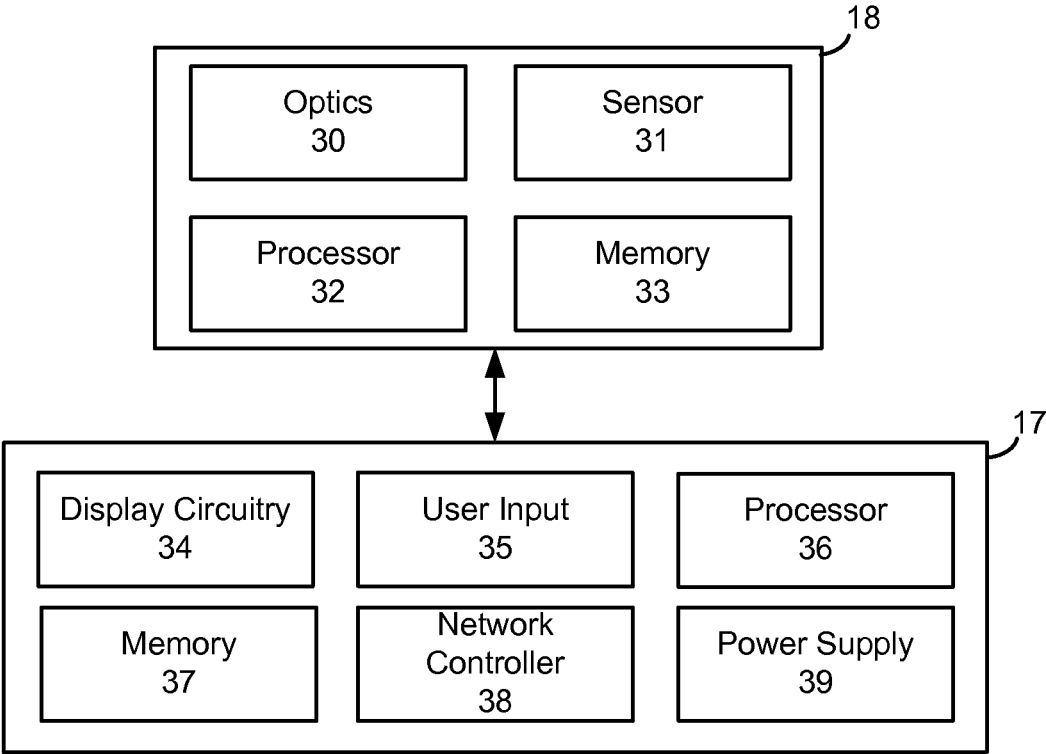 18
Optics
30
Sensor
31
Processor
32
Memory
33
17
Display Circuitry
34
User Input
35
Processor
36
Memory
37
Network
Controller
38
Power Supply
39